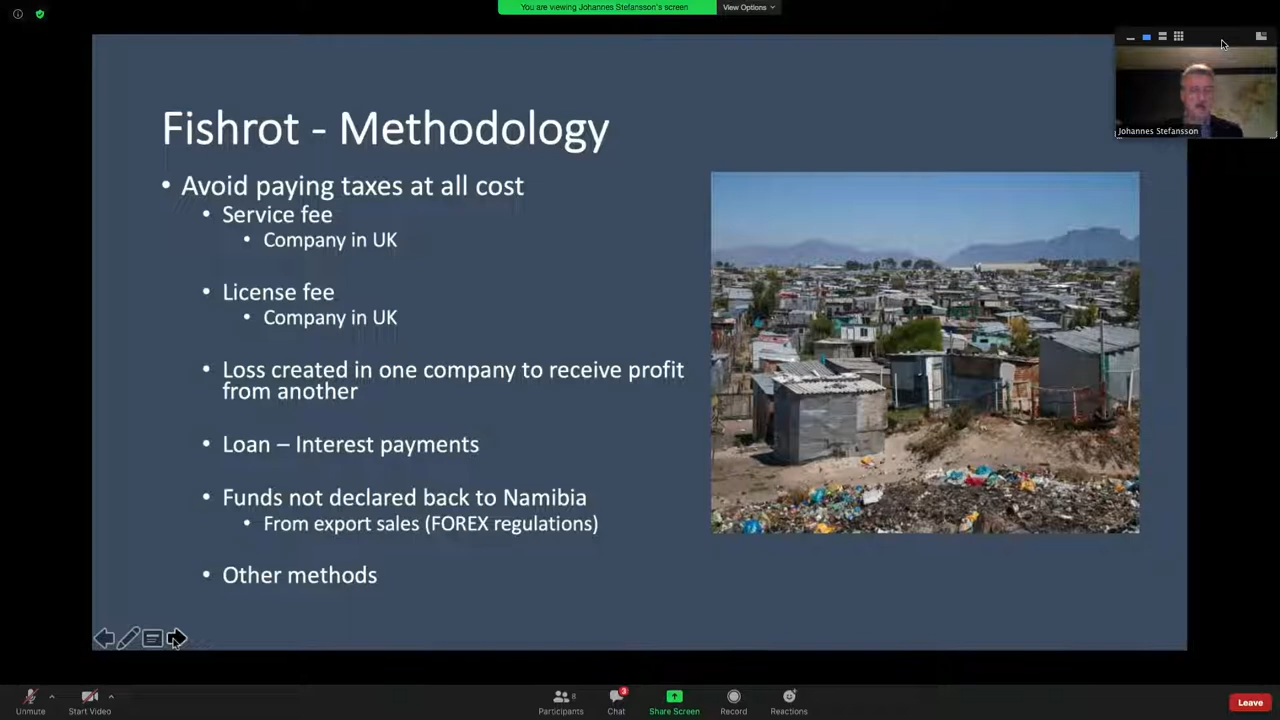 You are viewing Johannes Stefansson's screen
View Options
Johannes Stefansson
Fishrot - Methodology
• Avoid paying taxes at all cost
• Service fee
• Company in UK
• License fee
• Company in UK
• Loss created in one company to receive profit
from another
• Loan – Interest payments
• Funds not declared back to Namibia
• From export sales (FOREX regulations)
• Other methods
Unmute
Start Video
Participants
8
Chat
3
Share Screen
Record
Reactions
Leave